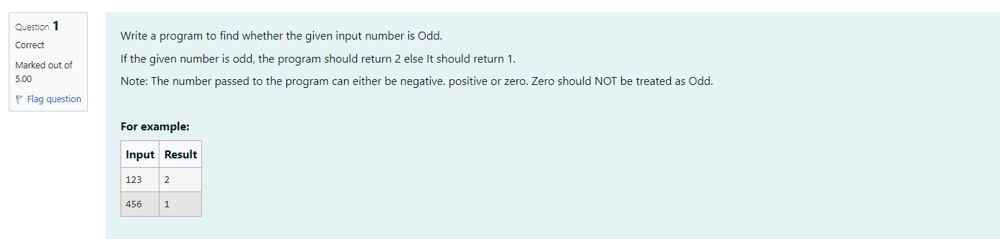 Question 1
Correct
Marked out of
5.00
Flag question
Write a program to find whether the given input number is Odd.
If the given number is odd, the program should return 2 else It should return 1.
Note: The number passed to the program can either be negative. positive or zero. Zero should NOT be treated as Odd.
For example:
Input Result
123 2
456 1